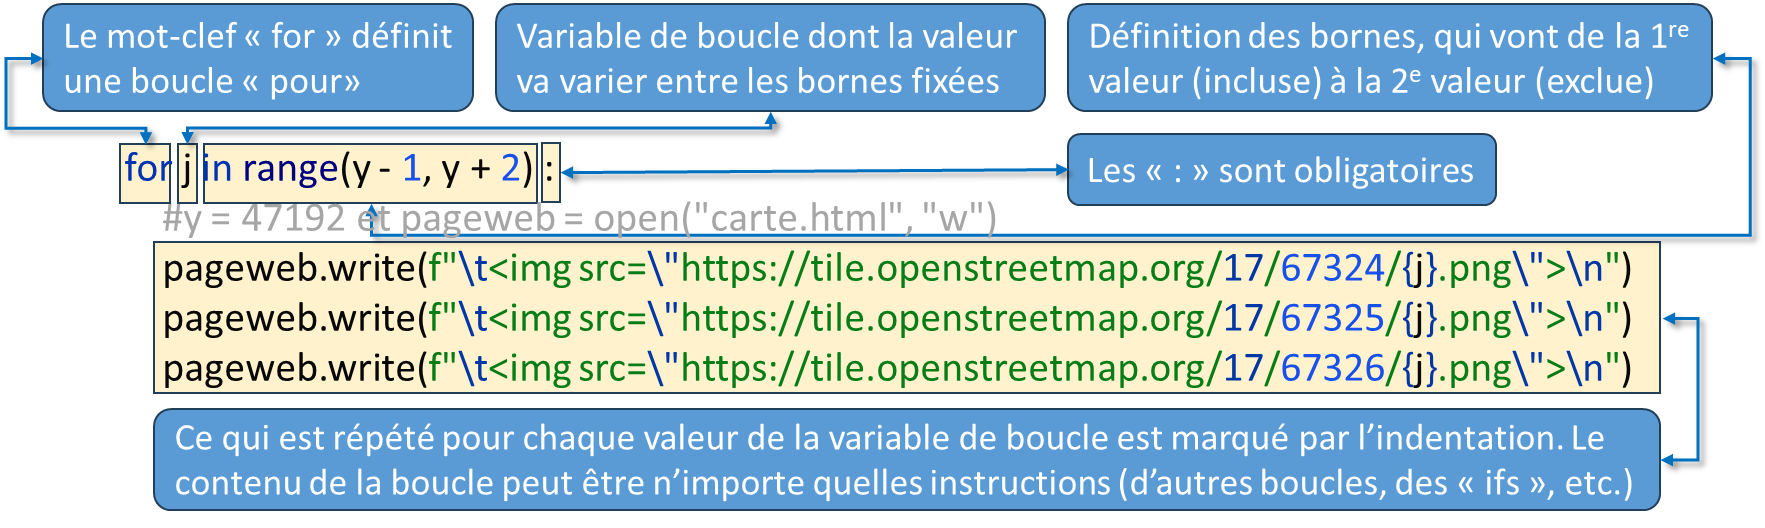 Le mot-clef « for » définit
une boucle « pour»
Variable de boucle dont la valeur
va varier entre les bornes fixées
Définition des bornes, qui vont de la 1re
valeur (incluse) à la 2e valeur (exclue)
for j in range(y - 1, y + 2) :
Les « : » sont obligatoires
#y = 47192 et pageweb = open("carte.html", "w")
pageweb.write(f"\t<img src=\"https://tile.openstreetmap.org/17/67324/{j}.png\">\n")
pageweb.write(f"\t<img src=\"https://tile.openstreetmap.org/17/67325/{j}.png\">\n")
pageweb.write(f"\t<img src=\"https://tile.openstreetmap.org/17/67326/{j}.png\">\n")
Ce qui est répété pour chaque valeur de la variable de boucle est marqué par l’indentation. Le
contenu de la boucle peut être n’importe quelles instructions (d’autres boucles, des « ifs », etc.)